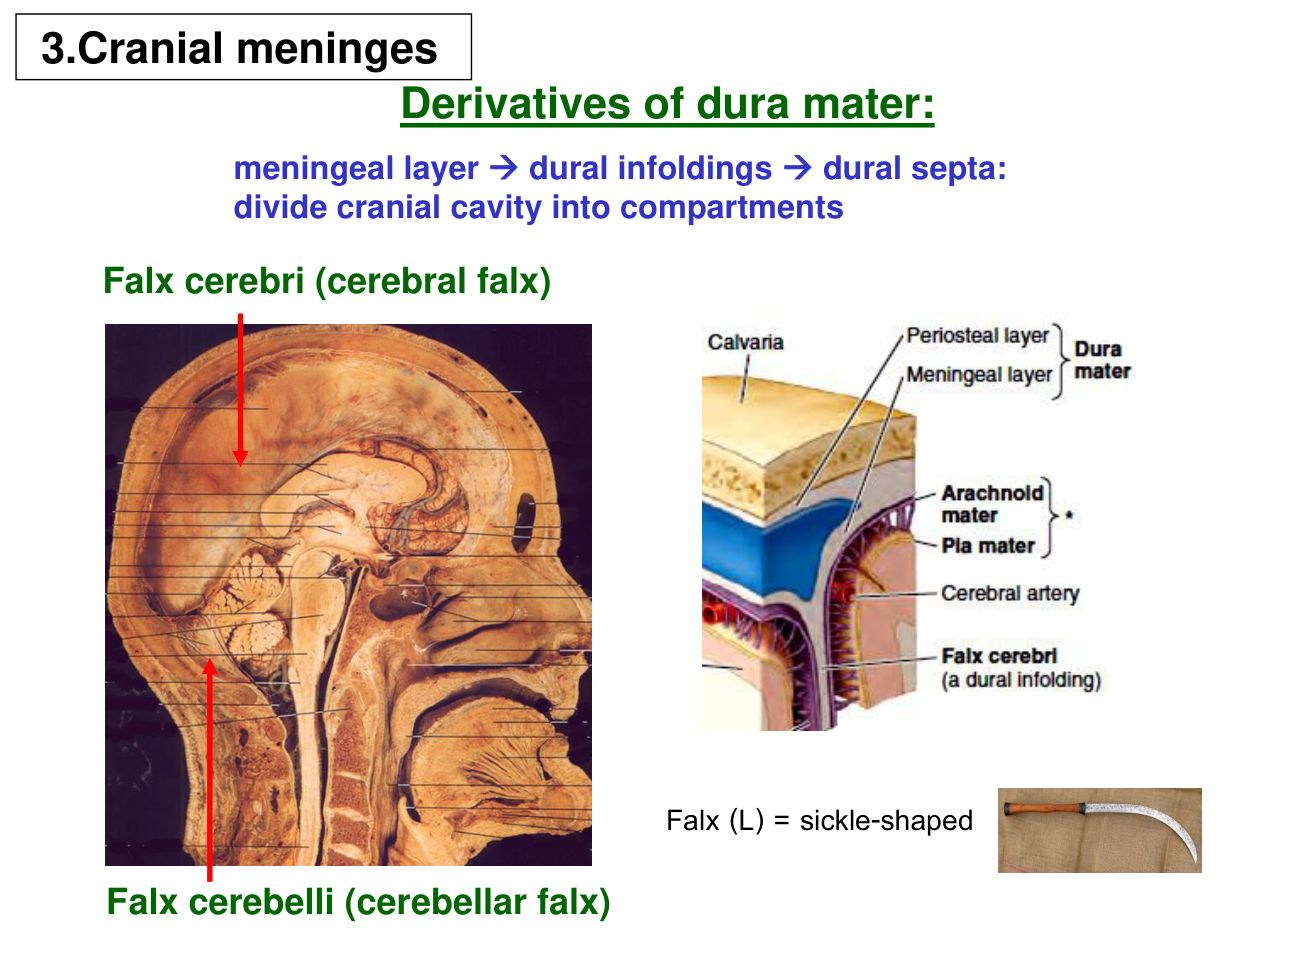 3.Cranial meninges
Derivatives of dura mater:
meningeal layer → dural infoldings → dural septa:
divide cranial cavity into compartments
Falx cerebri (cerebral falx)
Calvaria
Periosteal layer
Meningeal layer
Dura
mater
Arachnoid
mater
*
Pia mater
Cerebral artery
Falx cerebri
(a dural infolding)
Falx (L) = sickle-shaped
Falx cerebelli (cerebellar falx)